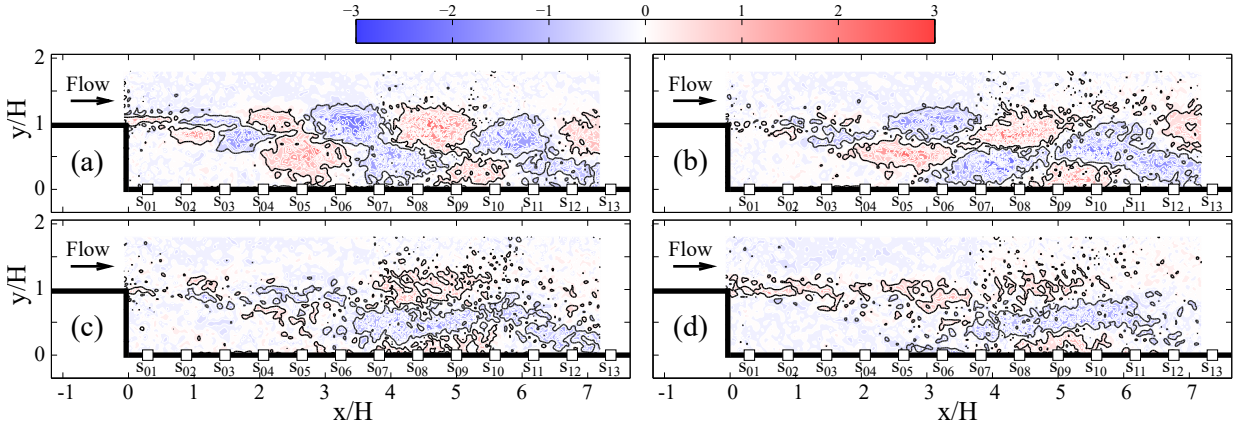 −3 −2 −1 0 1 2 3
2 y/H 1 0
Flow
(a)
s01 s02 s03 s04 s05 s06 s07 s08 s09 s10 s11 s12 s13
Flow
(b)
s01 s02 s03 s04 s05 s06 s07 s08 s09 s10 s11 s12 s13
2 y/H 1 0
Flow
(c)
s01 s02 s03 s04 s05 s06 s07 s08 s09 s10 s11 s12 s13
-1 0 1 2 3 4 5 6 7
x/H
Flow
(d)
s01 s02 s03 s04 s05 s06 s07 s08 s09 s10 s11 s12 s13
-1 0 1 2 3 4 5 6 7
x/H